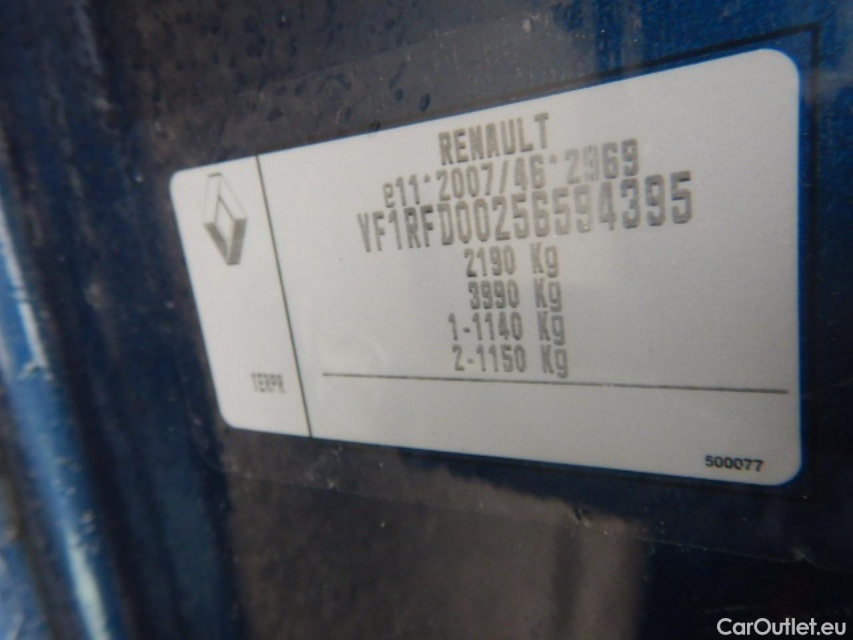 RENAULT
e11*2007/46*2969
VF1RFD00256594395
2190 Kg
3990 Kg
1-1140 Kg
2-1150 Kg
TERPR
500077
CarOutlet.eu